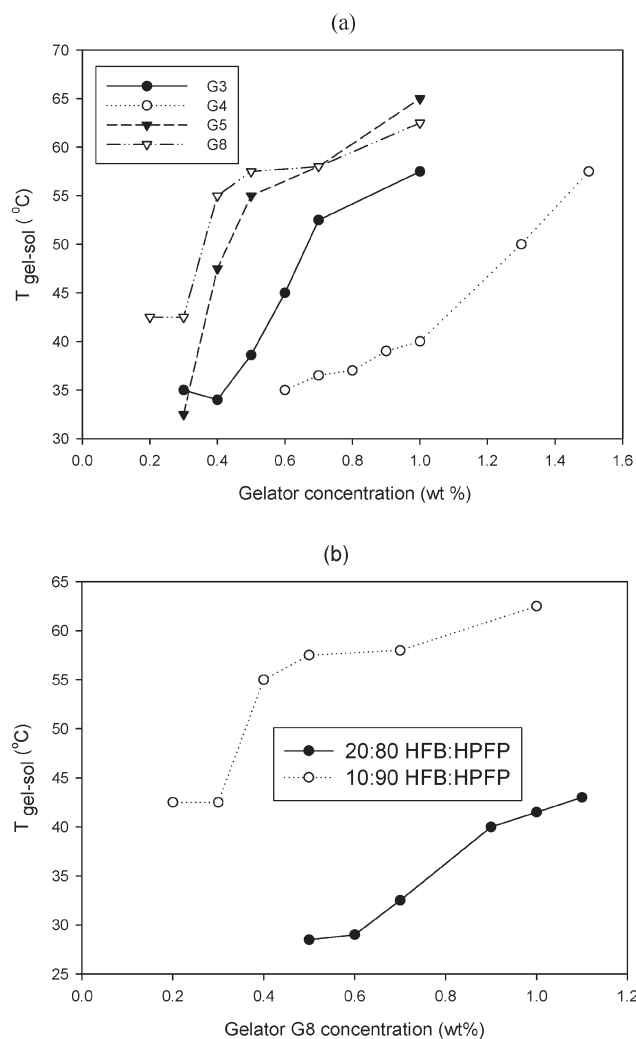 (a)
70
65
60
55
50
45
40
35
30
T gel-sol (°C)
G3
G4
G5
G8
0.0 0.2 0.4 0.6 0.8 1.0 1.2 1.4 1.6
Gelator concentration (wt %)
(b)
65
60
55
50
45
40
35
30
25
T gel-sol (°C)
20:80 HFB:HPFP
10:90 HFB:HPFP
0.0 0.2 0.4 0.6 0.8 1.0 1.2
Gelator G8 concentration (wt%)